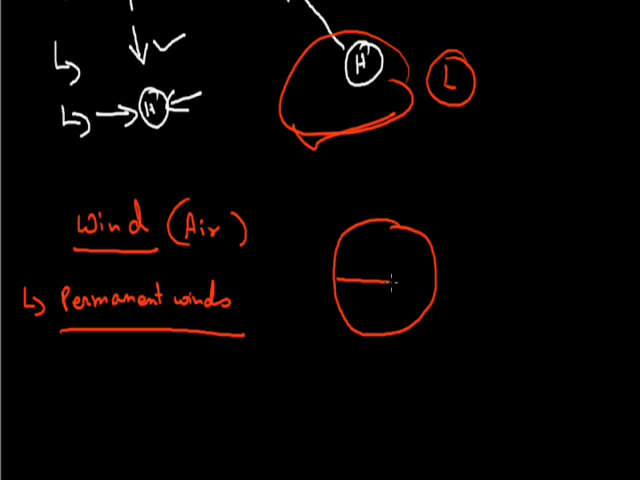 H
L
H
Wind (Air)
↳ Permanent winds